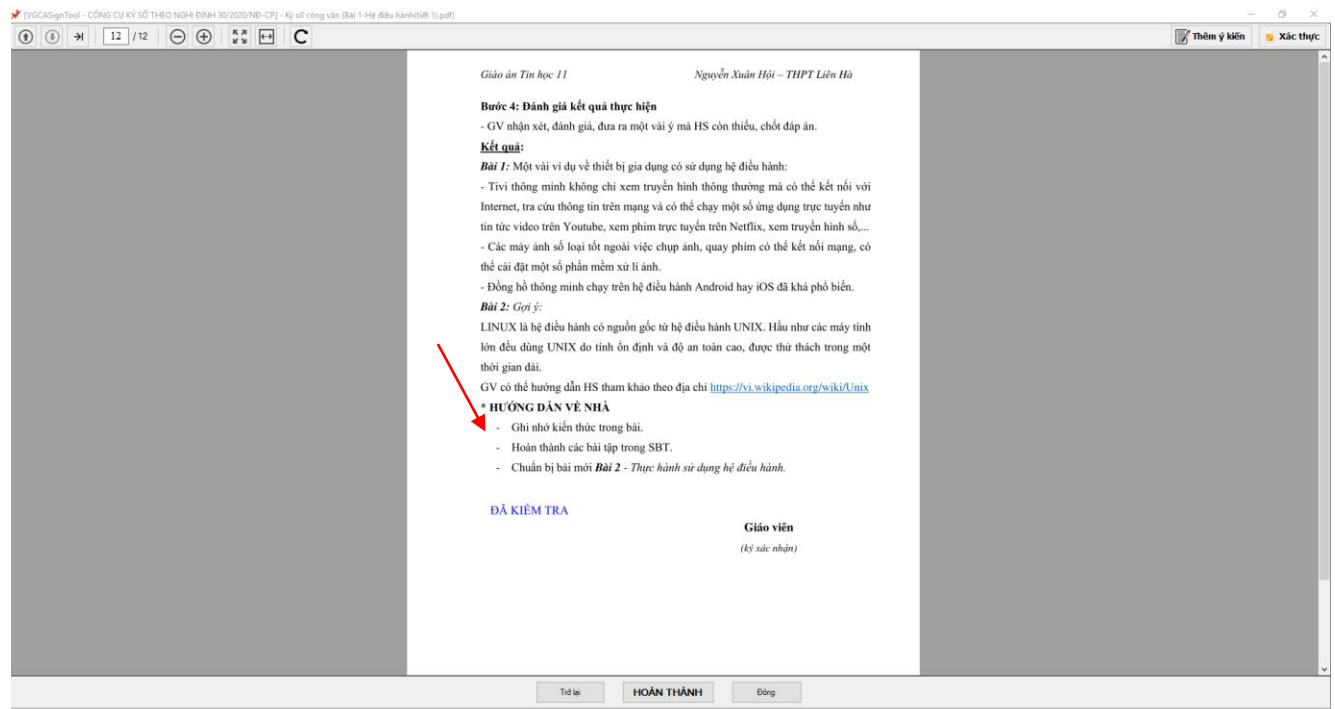 [VGCASignTool - CÔNG CỤ KÝ SỐ THEO NGHỊ ĐỊNH 30/2020/NĐ-CP] - Ký số công văn (Bài 1-Hệ điều hành(tiết 1).pdf)
12 /12 C Thêm ý kiến Xác thực
Giáo án Tin học 11 Nguyễn Xuân Hội – THPT Liên Hà
Bước 4: Đánh giá kết quả thực hiện
- GV nhận xét, đánh giá, đưa ra một vài ý mà HS còn thiếu, chốt đáp án.
Kết quả:
Bài 1: Một vài ví dụ về thiết bị gia dụng có sử dụng hệ điều hành:
- Tivi thông minh không chỉ xem truyền hình thông thường mà có thể kết nối với
Internet, tra cứu thông tin trên mạng và có thể chạy một số ứng dụng trực tuyến như
tin tức video trên Youtube, xem phim trực tuyến trên Netflix, xem truyền hình số,...
- Các máy ảnh số loại tốt ngoài việc chụp ảnh, quay phim có thể kết nối mạng, có
thể cài đặt một số phần mềm xử lí ảnh.
- Đồng hồ thông minh chạy trên hệ điều hành Android hay iOS đã khá phổ biến.
Bài 2: Gợi ý:
LINUX là hệ điều hành có nguồn gốc từ hệ điều hành UNIX. Hầu như các máy tính
lớn đều dùng UNIX do tính ổn định và độ an toàn cao, được thử thách trong một
thời gian dài.
GV có thể hướng dẫn HS tham khảo theo địa chỉ https://vi.wikipedia.org/wiki/Unix
* HƯỚNG DẪN VỀ NHÀ
- Ghi nhớ kiến thức trong bài.
- Hoàn thành các bài tập trong SBT.
- Chuẩn bị bài mới Bài 2 - Thực hành sử dụng hệ điều hành.
ĐÃ KIỂM TRA
Giáo viên
(ký xác nhận)
Trở lại HOÀN THÀNH Đóng